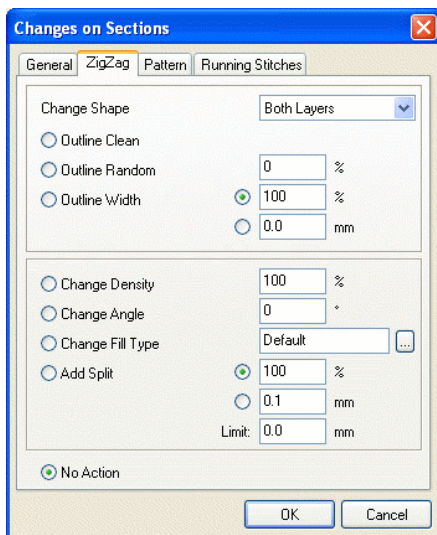 Changes on Sections
General ZigZag Pattern Running Stitches
Change Shape Both Layers
Outline Clean
Outline Random 0 %
Outline Width 100 %
0.0 mm
Change Density 100 %
Change Angle 0 °
Change Fill Type Default ...
Add Split 100 %
0.1 mm
Limit: 0.0 mm
No Action
OK Cancel